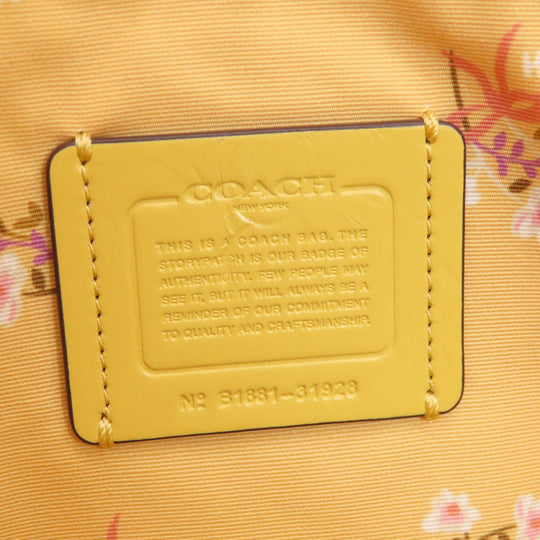 COACH
NEW YORK
THIS IS A COACH BAG. THE
STORYPATCH IS OUR BADGE OF
AUTHENTICITY. FEW PEOPLE MAY
SEE IT, BUT IT WILL ALWAYS BE A
REMINDER OF OUR COMMITMENT
TO QUALITY AND CRAFTSMANSHIP.
Nº B1881-31928